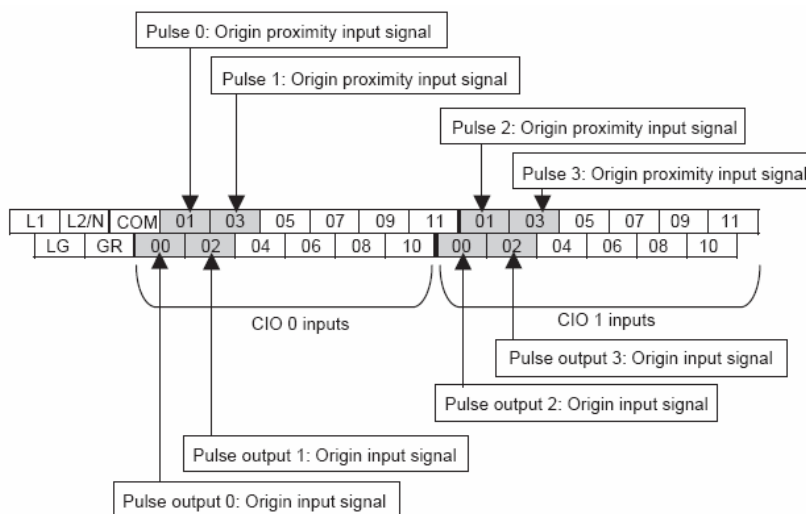 Pulse 0: Origin proximity input signal
Pulse 1: Origin proximity input signal
Pulse 2: Origin proximity input signal
Pulse 3: Origin proximity input signal
L1 L2/N COM 01 03 05 07 09 11 01 03 05 07 09 11
LG GR 00 02 04 06 08 10 00 02 04 06 08 10
CIO 0 inputs CIO 1 inputs
Pulse output 3: Origin input signal
Pulse output 2: Origin input signal
Pulse output 1: Origin input signal
Pulse output 0: Origin input signal